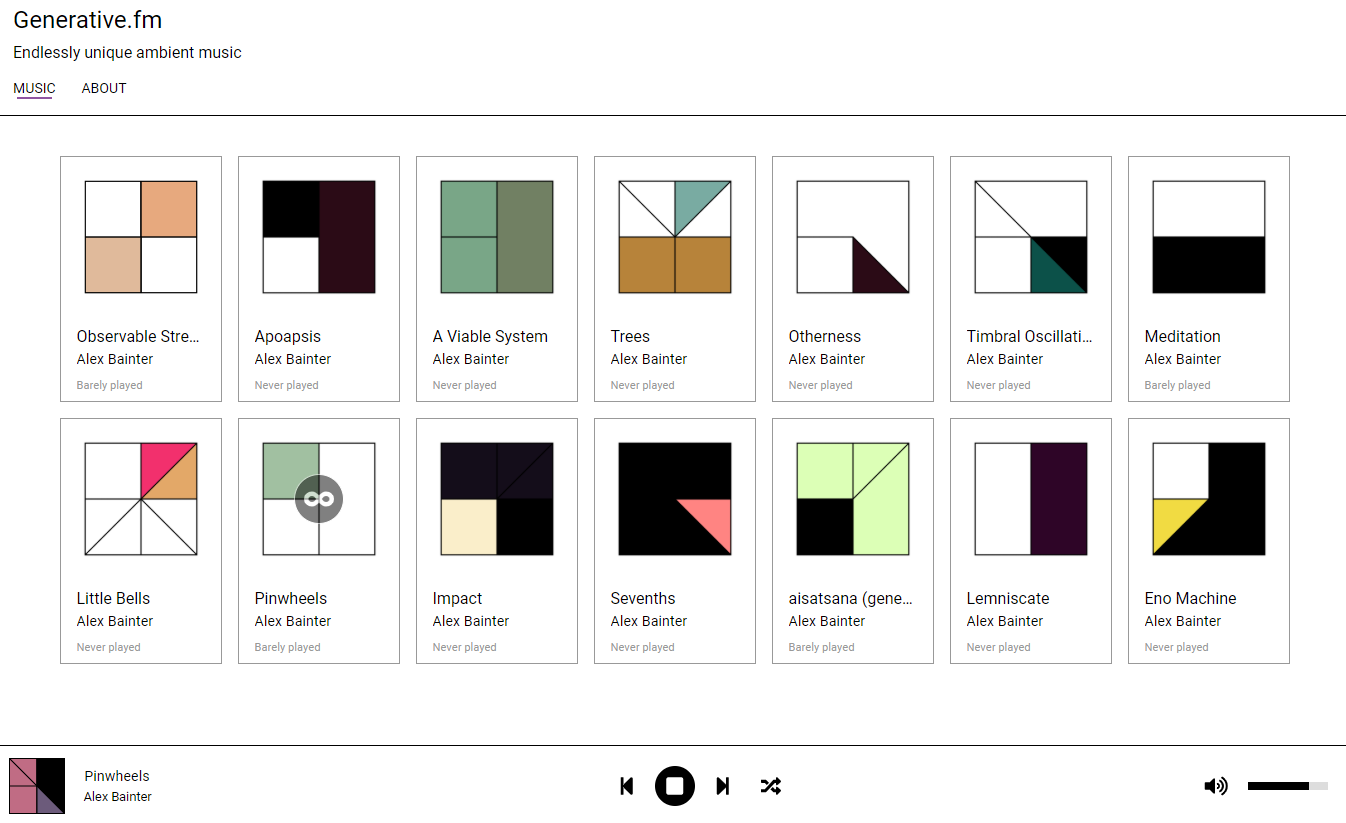 Generative.fm
Endlessly unique ambient music
MUSIC ABOUT
Observable Stre...
Alex Bainter
Barely played
Apoapsis
Alex Bainter
Never played
A Viable System
Alex Bainter
Never played
Trees
Alex Bainter
Never played
Otherness
Alex Bainter
Never played
Timbral Oscillati...
Alex Bainter
Never played
Meditation
Alex Bainter
Barely played
Little Bells
Alex Bainter
Never played
Pinwheels
Alex Bainter
Barely played
Impact
Alex Bainter
Never played
Sevenths
Alex Bainter
Never played
aisatsana (gene...
Alex Bainter
Barely played
Lemniscate
Alex Bainter
Never played
Eno Machine
Alex Bainter
Never played
Pinwheels
Alex Bainter